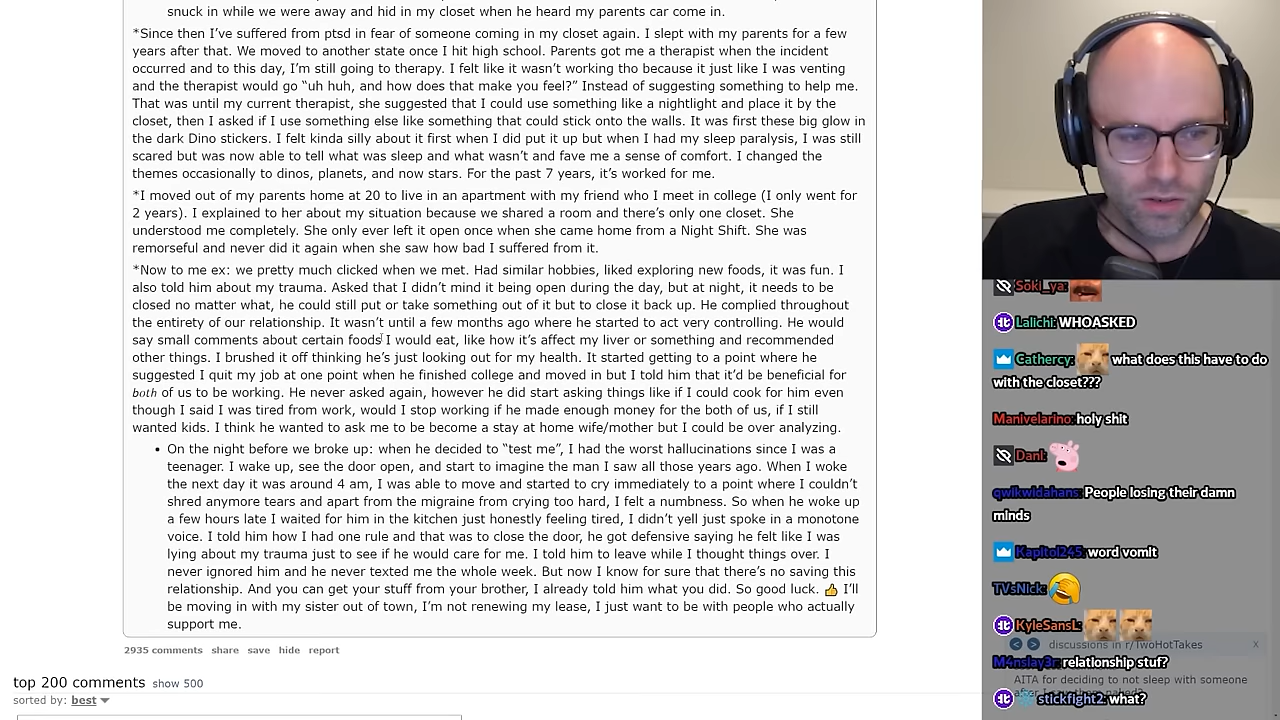 snuck in while we were away and hid in my closet when he heard my parents car come in.
*Since then I've suffered from ptsd in fear of someone coming in my closet again. I slept with my parents for a few
years after that. We moved to another state once I hit high school. Parents got me a therapist when the incident
occurred and to this day, I'm still going to therapy. I felt like it wasn't working tho because it just like I was venting
and the therapist would go "uh huh, and how does that make you feel?" Instead of suggesting something to help me.
That was until my current therapist, she suggested that I could use something like a nightlight and place it by the
closet, then I asked if I use something else like something that could stick onto the walls. It was first these big glow in
the dark Dino stickers. I felt kinda silly about it first when I did put it up but when I had my sleep paralysis, I was still
scared but was now able to tell what was sleep and what wasn't and fave me a sense of comfort. I changed the
themes occasionally to dinos, planets, and now stars. For the past 7 years, it's worked for me.
*I moved out of my parents home at 20 to live in an apartment with my friend who I meet in college (I only went for
2 years). I explained to her about my situation because we shared a room and there's only one closet. She
understood me completely. She only ever left it open once when she came home from a Night Shift. She was
remorseful and never did it again when she saw how bad I suffered from it.
*Now to me ex: we pretty much clicked when we met. Had similar hobbies, liked exploring new foods, it was fun. I
also told him about my trauma. Asked that I didn't mind it being open during the day, but at night, it needs to be
closed no matter what, he could still put or take something out of it but to close it back up. He complied throughout
the entirety of our relationship. It wasn't until a few months ago where he started to act very controlling. He would
say small comments about certain foods I would eat, like how it's affect my liver or something and recommended
other things. I brushed it off thinking he's just looking out for my health. It started getting to a point where he
suggested I quit my job at one point when he finished college and moved in but I told him that it'd be beneficial for
both of us to be working. He never asked again, however he did start asking things like if I could cook for him even
though I said I was tired from work, would I stop working if he made enough money for the both of us, if I still
wanted kids. I think he wanted wanted to be become a stay at home wife/mother but I could be over analyzing.
• On the night before we broke up: when he decided to "test me", I had the worst hallucinations since I was a
teenager. I wake up, see the door open, and start to imagine the man I saw all those years ago. When I woke
the next day it was around 4 am, I was able to move and started to cry immediately to a point where I couldn't
shred anymore tears and apart from the migraine from crying too hard, I felt a numbness. So when he woke up
a few hours late I waited for him in the kitchen just honestly feeling tired, I didn't yell just spoke in a monotone
voice. I told him how I had one rule and that was to close the door, he got defensive saying he felt like I was
lying about my trauma just to see if he would care for me. I told him to leave while I thought things over. I
never ignored him and he never texted me the whole week. But now I know for sure that there's no saving this
relationship. And you can get your stuff from your brother, I already told him what you did. So good luck. 👍 I'll
be moving in with my sister out of town, I'm not renewing my lease, I just want to be with people who actually
support me.
2935 comments share save hide report
top 200 comments show 500
sorted by: best
Soki_ya:
Lalichi: WHOASKED
Cathercy: what does this have to do
with the closet???
Manivelarino: holy shit
Danl:
qwikwidahans: People losing their damn
minds
Kapitol245: word vomit
TVsNick:
KyleSansL:
discussions in r/TwoHotTakes X
M4nslay3r: relationship stuf?
AITA for deciding to not sleep with someone
stickfight2: what?